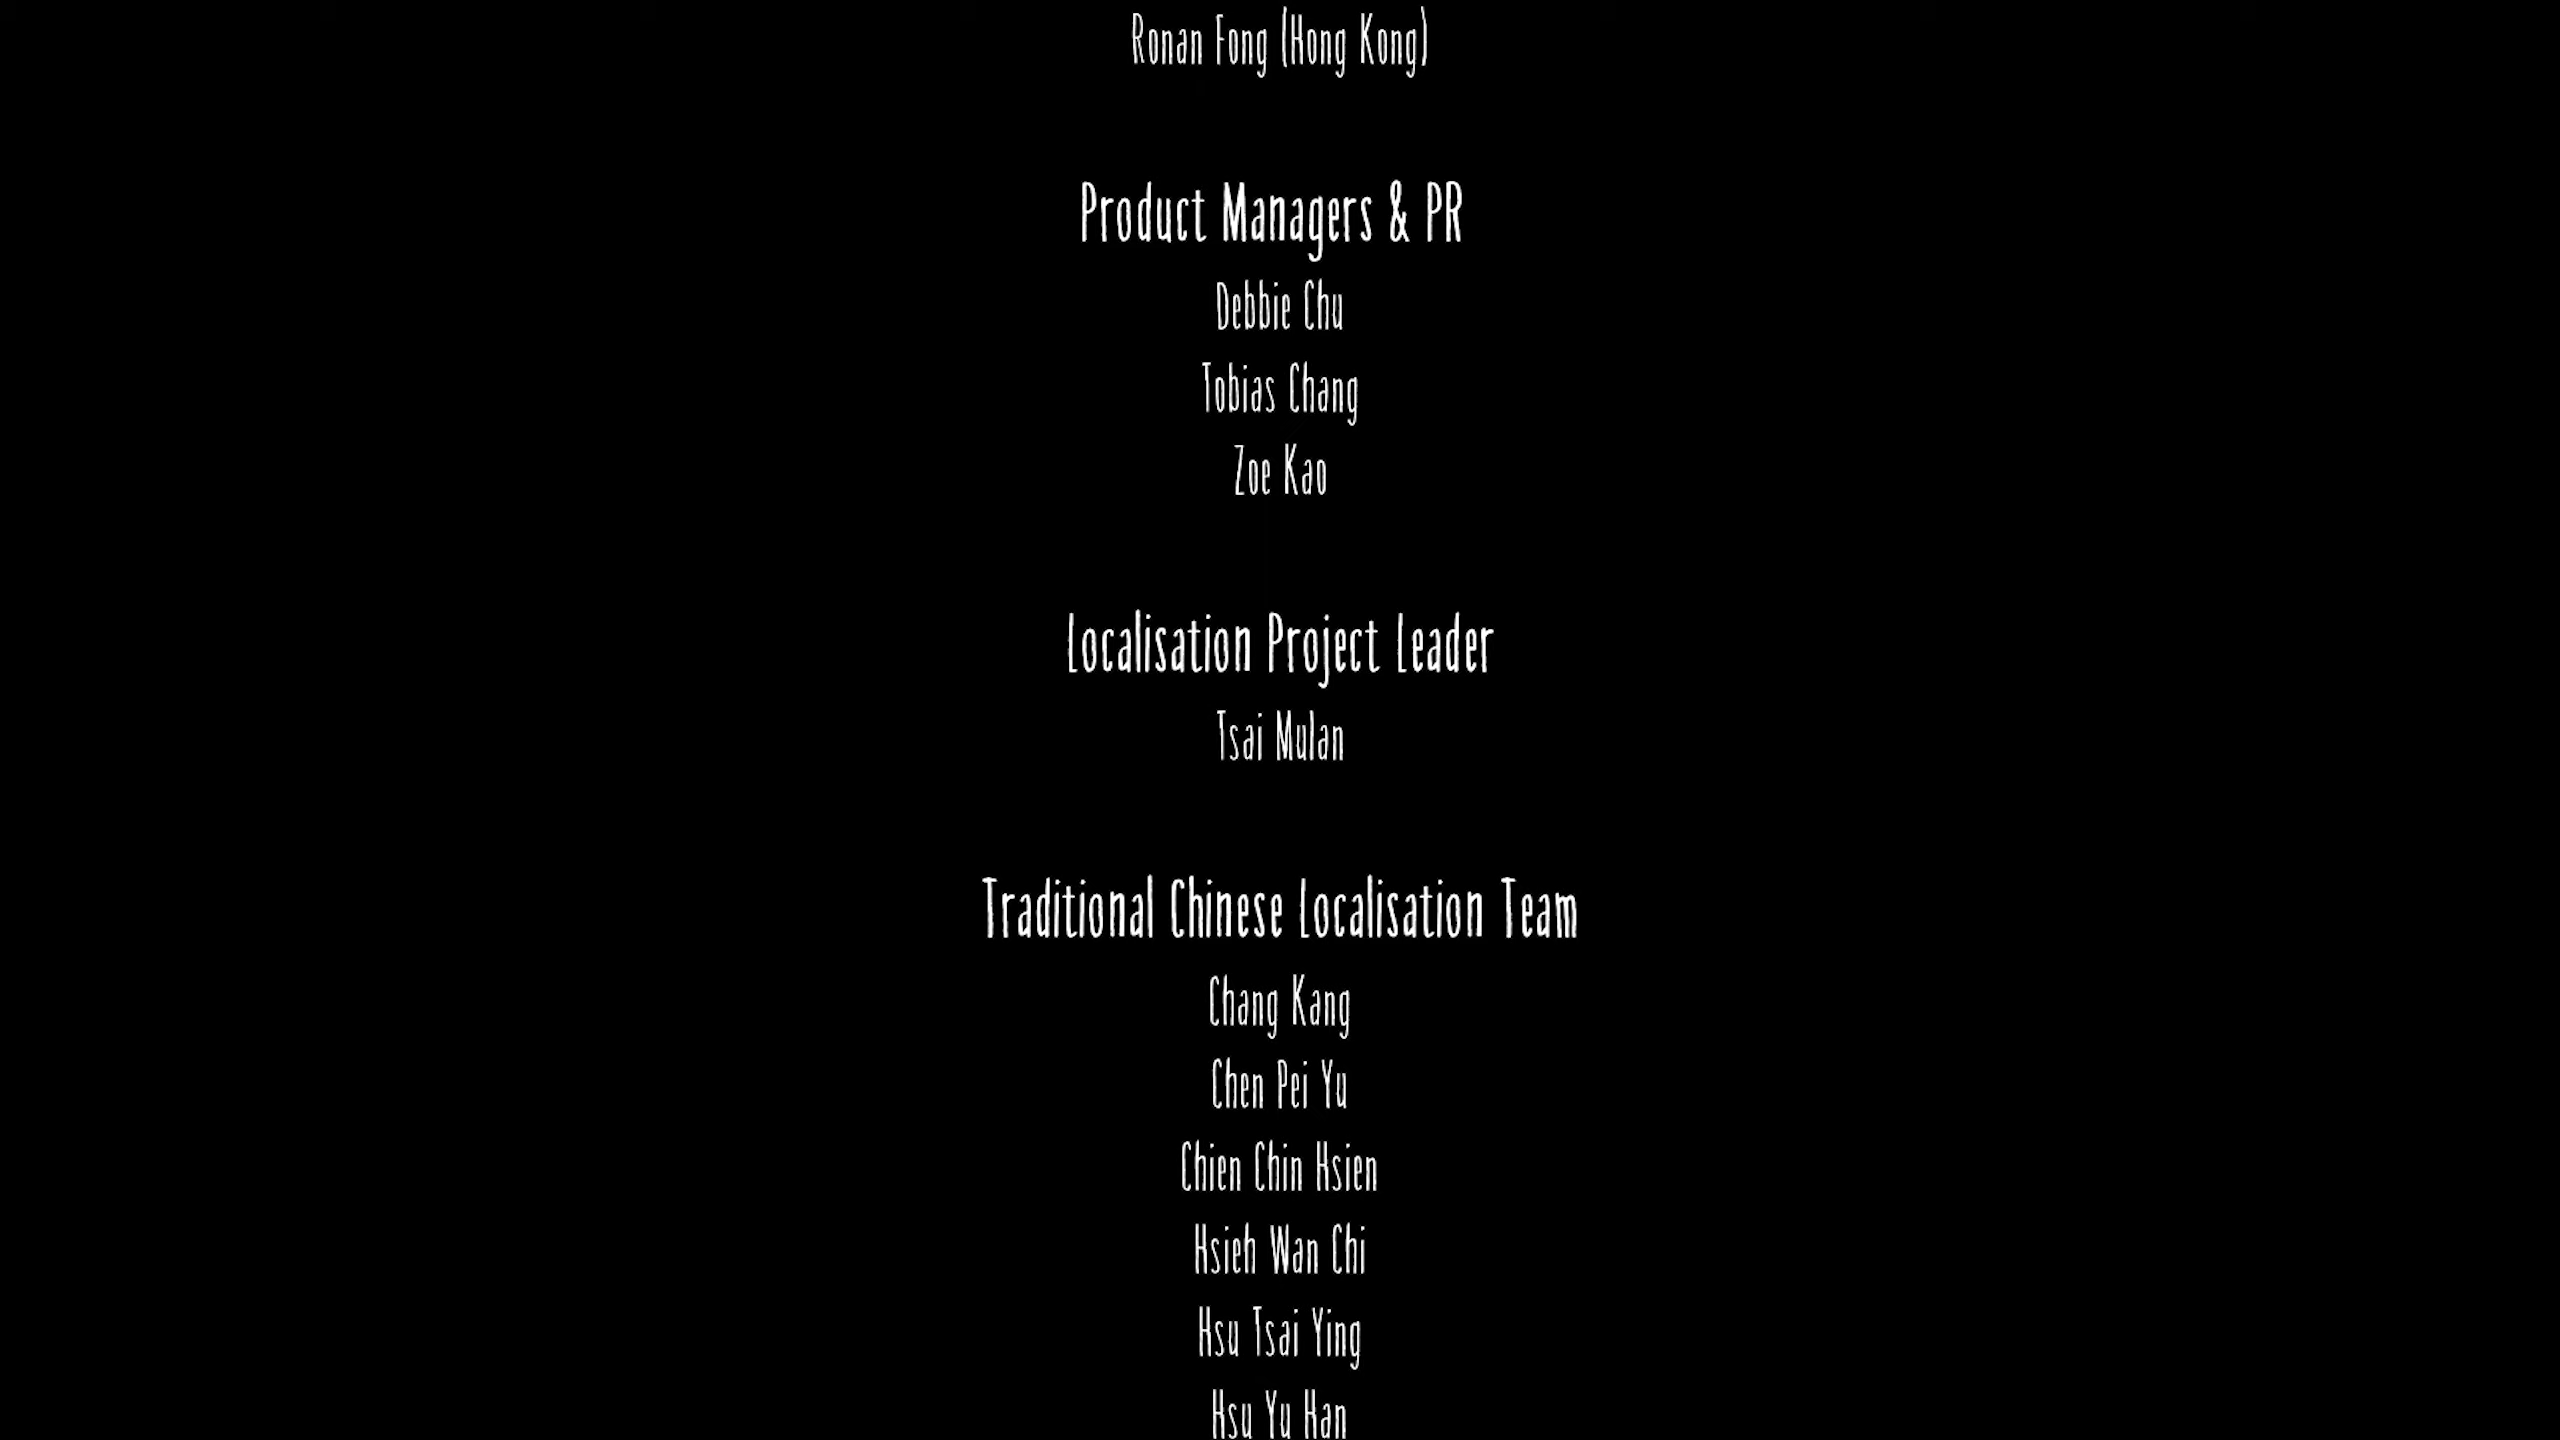 Ronan Fong (Hong Kong)
Product Managers & PR
Debbie Chu
Tobias Chang
Zoe Kao
Localisation Project Leader
Tsai Mulan
Traditional Chinese Localisation Team
Chang Kang
Chen Pei Yu
Chien Chin Hsien
Hsieh Wan Chi
Hsu Tsai Ying
Hsu Yu Han